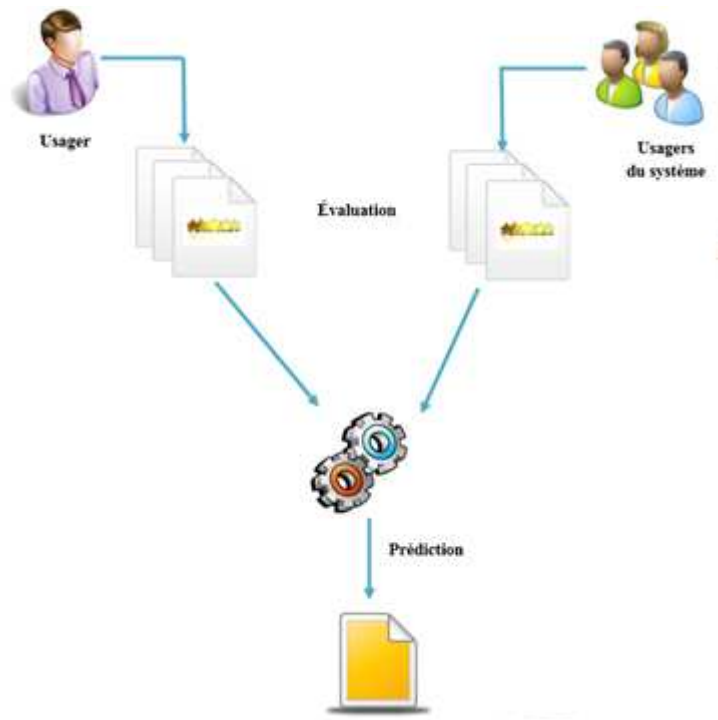 Usager
Usagers
du système
Évaluation
Prédiction